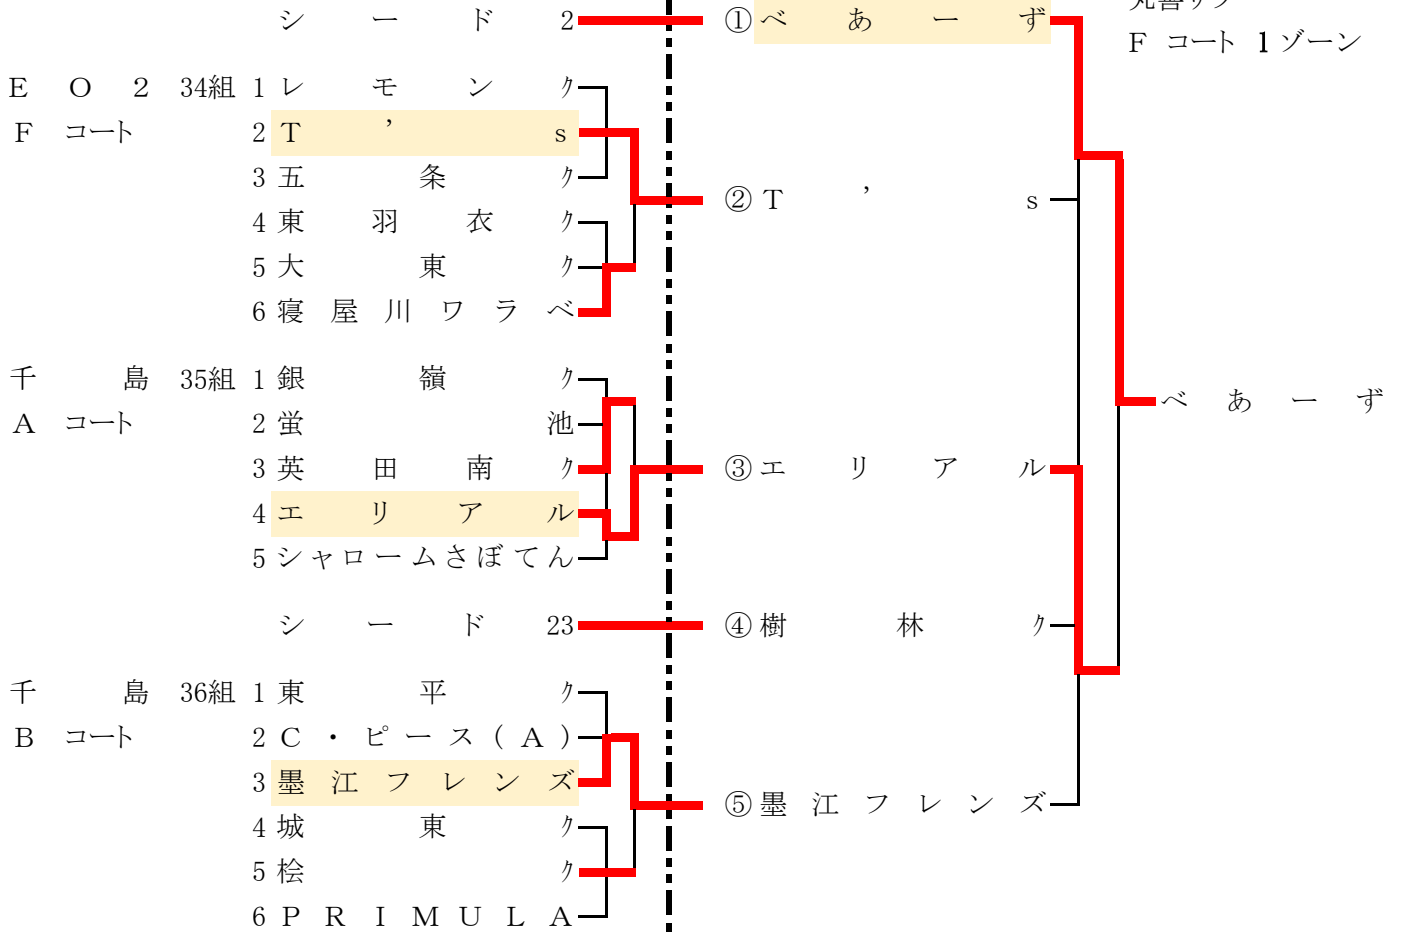 シード 2 ①べあーず
F コート 1 ゾーン
EO2 34組 1 レモンｸ
F コート 2 T's
3 五条ｸ
②T's
4 東羽衣ｸ
5 大東ｸ
6 寝屋川ワラベ
千島 35組 1 銀嶺ｸ
べあーず
A コート 2 蛍池
3 英田南ｸ ③エリアル
4 エリアル
5 シャロームさぼてん
シード 23 ④樹林ｸ
千島 36組 1 東平ｸ
B コート 2 C・ピース(A)
3 墨江フレンズ
⑤墨江フレンズ
4 城東ｸ
5 桧ｸ
6 PRIMULA